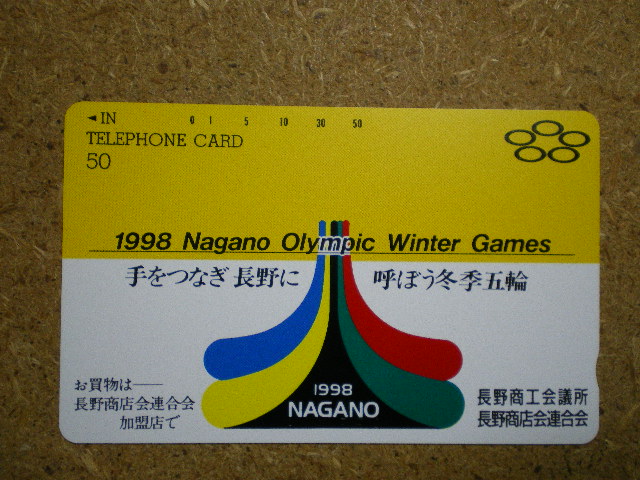 ◄IN 0 1 5 10 30 50
TELEPHONE CARD
50
1998 Nagano Olympic Winter Games
手をつなぎ 長野に 呼ぼう冬季五輪
お買物は──
長野商店会連合会
加盟店で
1998
NAGANO
長野商工会議所
長野商店会連合会